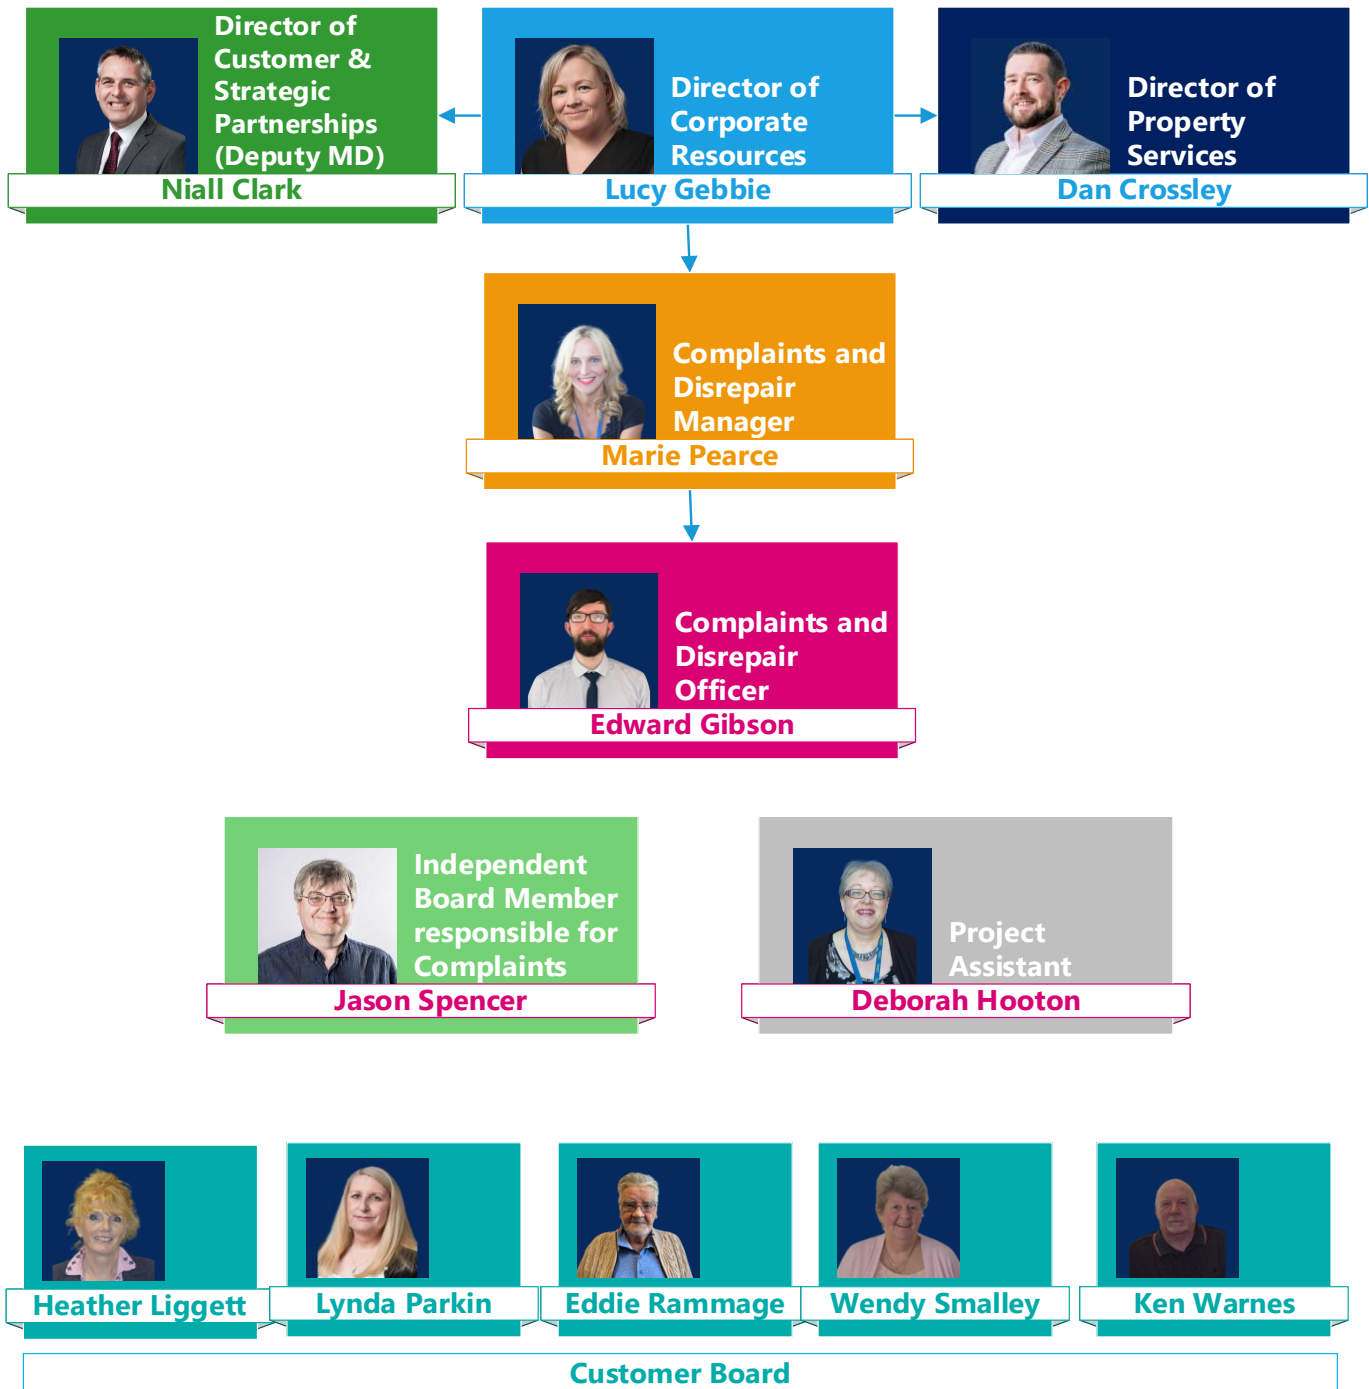 Director of
Customer &
Strategic
Partnerships
(Deputy MD)
Niall Clark
Director of
Corporate
Resources
Lucy Gebbie
Director of
Property
Services
Dan Crossley
Complaints and
Disrepair
Manager
Marie Pearce
Complaints and
Disrepair
Officer
Edward Gibson
Independent
Board Member
responsible for
Complaints
Jason Spencer
Project
Assistant
Deborah Hooton
Heather Liggett
Lynda Parkin
Eddie Rammage
Wendy Smalley
Ken Warnes
Customer Board